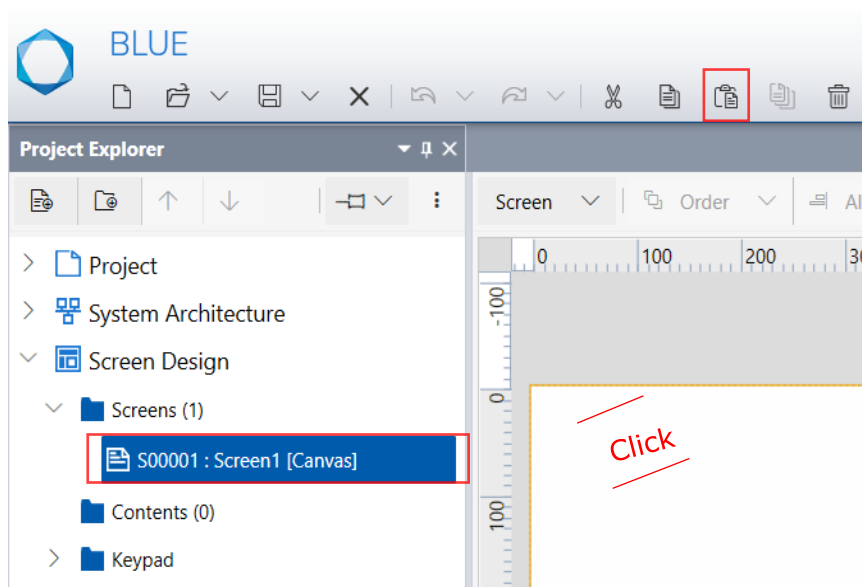 BLUE
Project Explorer
Screen
Order
Al
0 100 200 30
-100
0
100
Project
System Architecture
Screen Design
Screens (1)
S00001 : Screen1 [Canvas]
Contents (0)
Keypad
Click